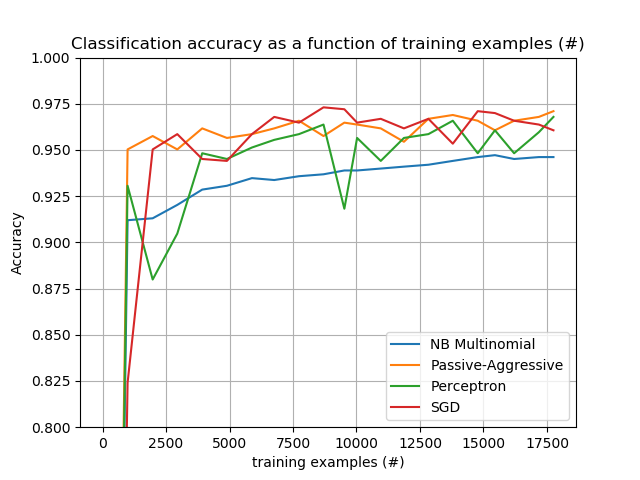 Classification accuracy as a function of training examples (#)
1.000
0.975
0.950
0.925
0.900
0.875
0.850
0.825
0.800
Accuracy
NB Multinomial
Passive-Aggressive
Perceptron
SGD
0 2500 5000 7500 10000 12500 15000 17500
training examples (#)